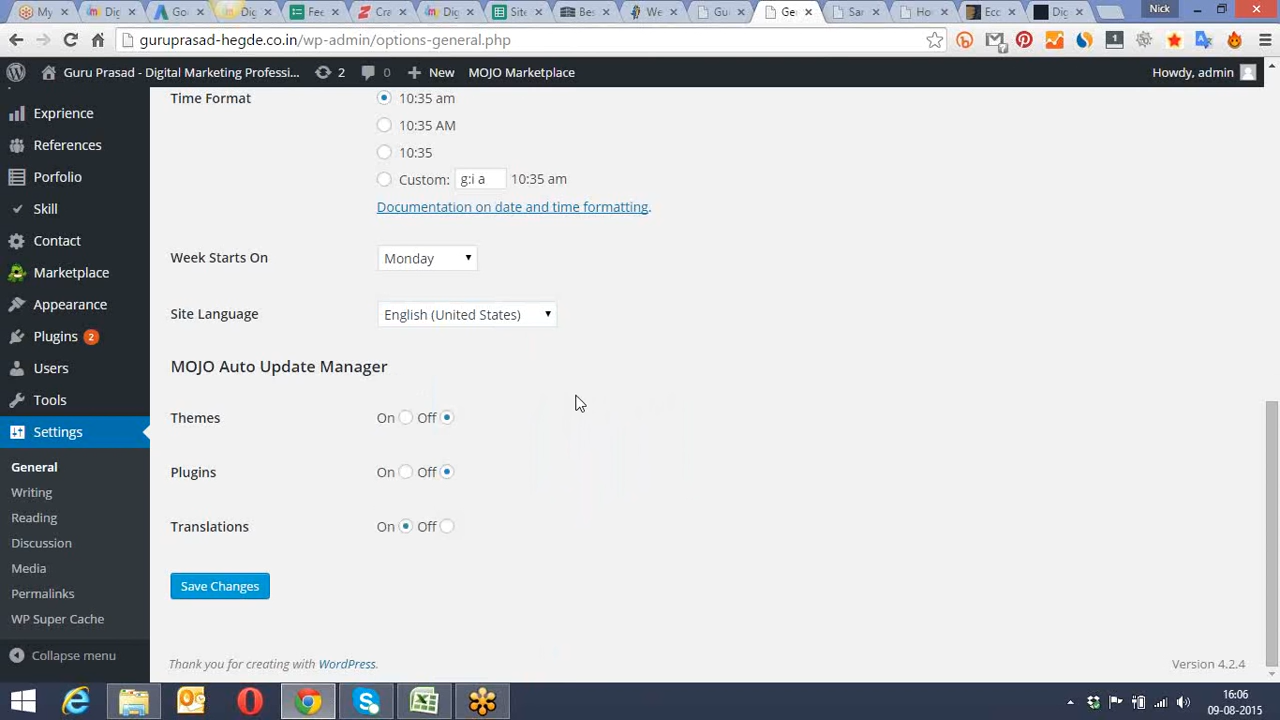 My
Dig
Go
Dig
Fee
Cra
Dig
Site
Bes
We
Gu
Ge
Sar
Ho
Ecc
Dig
Nick
guruprasad-hegde.co.in/wp-admin/options-general.php
Guru Prasad - Digital Marketing Professi... 2 0 New MOJO Marketplace Howdy, admin
Exprience
References
Porfolio
Skill
Contact
Marketplace
Appearance
Plugins 2
Users
Tools
Settings
General
Writing
Reading
Discussion
Media
Permalinks
WP Super Cache
Collapse menu
Time Format 10:35 am
10:35 AM
10:35
Custom: g:i a 10:35 am
Documentation on date and time formatting.
Week Starts On Monday
Site Language English (United States)
MOJO Auto Update Manager
Themes On Off
Plugins On Off
Translations On Off
Save Changes
Thank you for creating with WordPress. Version 4.2.4
16:06
09-08-2015